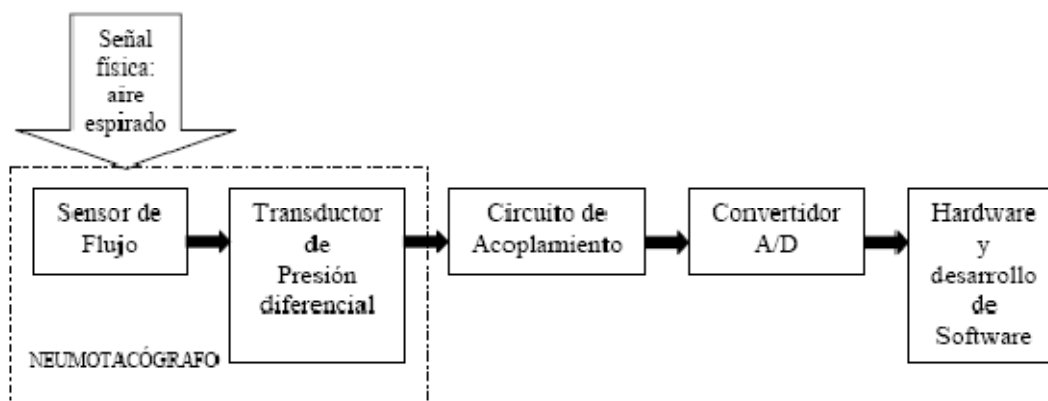 Señal
física:
aire
espirado
Sensor de
Flujo
Transductor
de
Presión
diferencial
NEUMOTACÓGRAFO
Circuito de
Acoplamiento
Convertidor
A/D
Hardware
y
desarrollo
de
Software